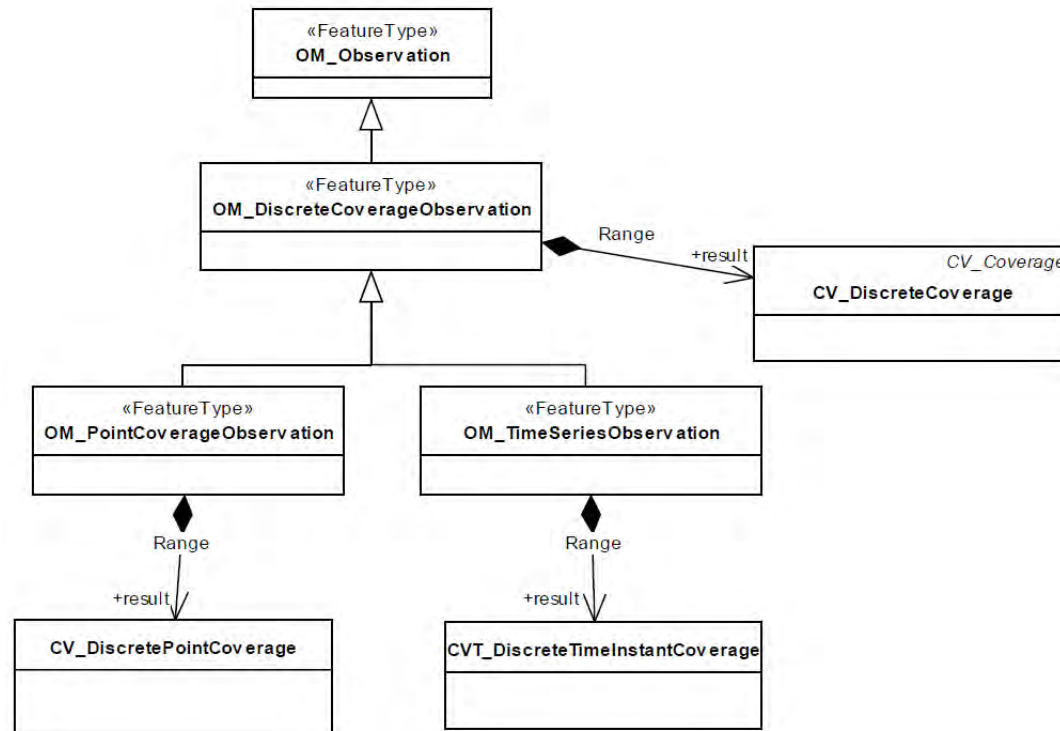 «FeatureType»
OM_Observation
«FeatureType»
OM_DiscreteCoverageObservation
Range
+result
CV_Coverage
CV_DiscreteCoverage
«FeatureType»
OM_PointCoverageObservation
«FeatureType»
OM_TimeSeriesObservation
Range
Range
+result
+result
CV_DiscretePointCoverage
CVT_DiscreteTimeInstantCoverage